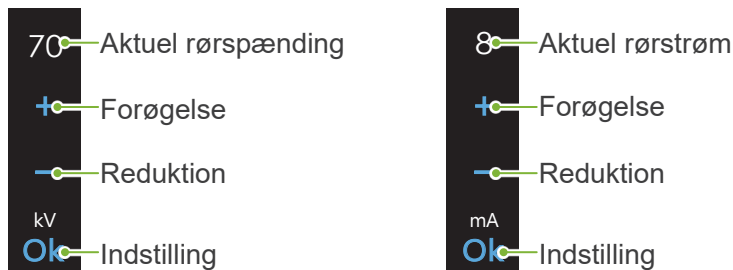 70 Aktuel rørspænding
+ Forøgelse
− Reduktion
kV
Ok Indstilling
8 Aktuel rørstrøm
+ Forøgelse
− Reduktion
mA
Ok Indstilling